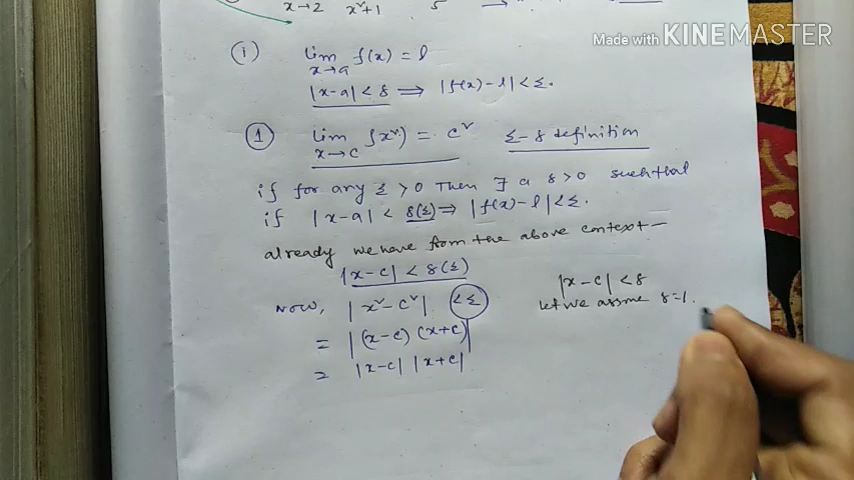 Made with KINEMASTER
x→2 x²+1 5 →
(i) lim f(x) = l
x→a
|x-a| < δ ⟹ |f(x)-l| < Σ.
(1) lim f(x²) = c² Σ-δ definition
x→c
if for any Σ > 0 Then ∃ a δ > 0 such that
if |x-a| < δ(Σ) ⟹ |f(x)-l| < Σ.
already we have from the above context—
|x-c| < δ(Σ)
Now, |x²-c²| < Σ
= |(x-c) (x+c)|
= |x-c| |x+c|
|x-c| < δ
let we assume δ=1.